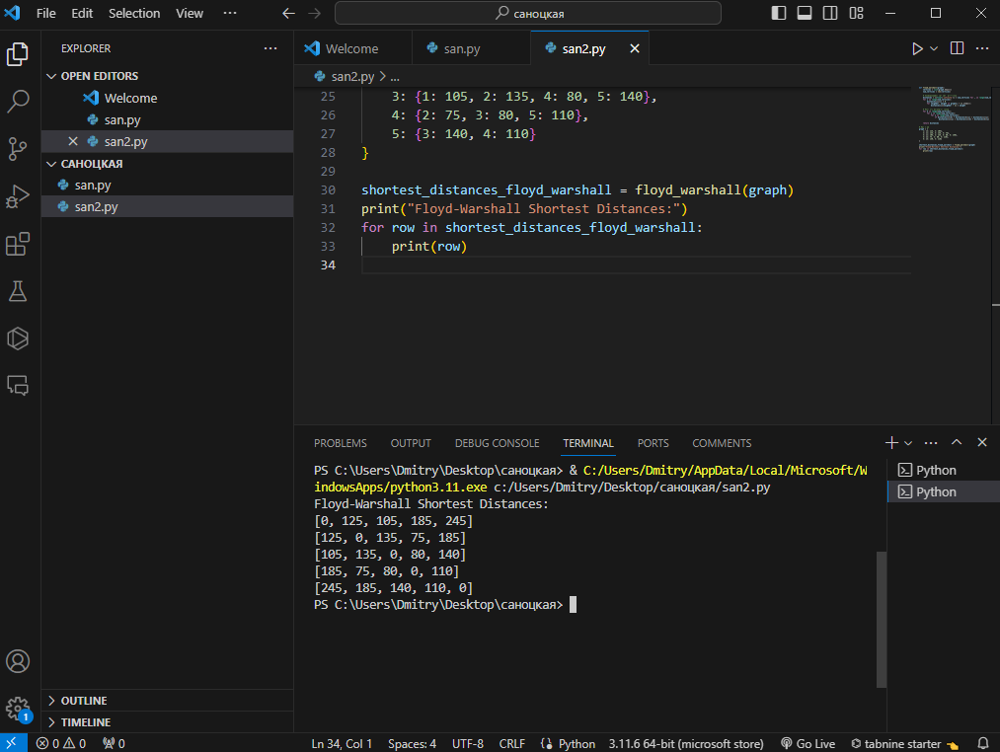 File Edit Selection View ··· саноцкая
EXPLORER ···
OPEN EDITORS
Welcome
san.py
san2.py
САНОЦКАЯ
san.py
san2.py
OUTLINE
TIMELINE
Welcome san.py san2.py
san2.py > ...
25 3: {1: 105, 2: 135, 4: 80, 5: 140},
26 4: {2: 75, 3: 80, 5: 110},
27 5: {3: 140, 4: 110}
28 }
29
30 shortest_distances_floyd_warshall = floyd_warshall(graph)
31 print("Floyd-Warshall Shortest Distances:")
32 for row in shortest_distances_floyd_warshall:
33 print(row)
34
PROBLEMS OUTPUT DEBUG CONSOLE TERMINAL PORTS COMMENTS
PS C:\Users\Dmitry\Desktop\саноцкая> & C:/Users/Dmitry/AppData/Local/Microsoft/W
indowsApps/python3.11.exe c:/Users/Dmitry/Desktop/саноцкая/san2.py
Floyd-Warshall Shortest Distances:
[0, 125, 105, 185, 245]
[125, 0, 135, 75, 185]
[105, 135, 0, 80, 140]
[185, 75, 80, 0, 110]
[245, 185, 140, 110, 0]
PS C:\Users\Dmitry\Desktop\саноцкая>
Python
Python
1
0 0 0 Ln 34, Col 1 Spaces: 4 UTF-8 CRLF Python 3.11.6 64-bit (microsoft store) Go Live tabnine starter